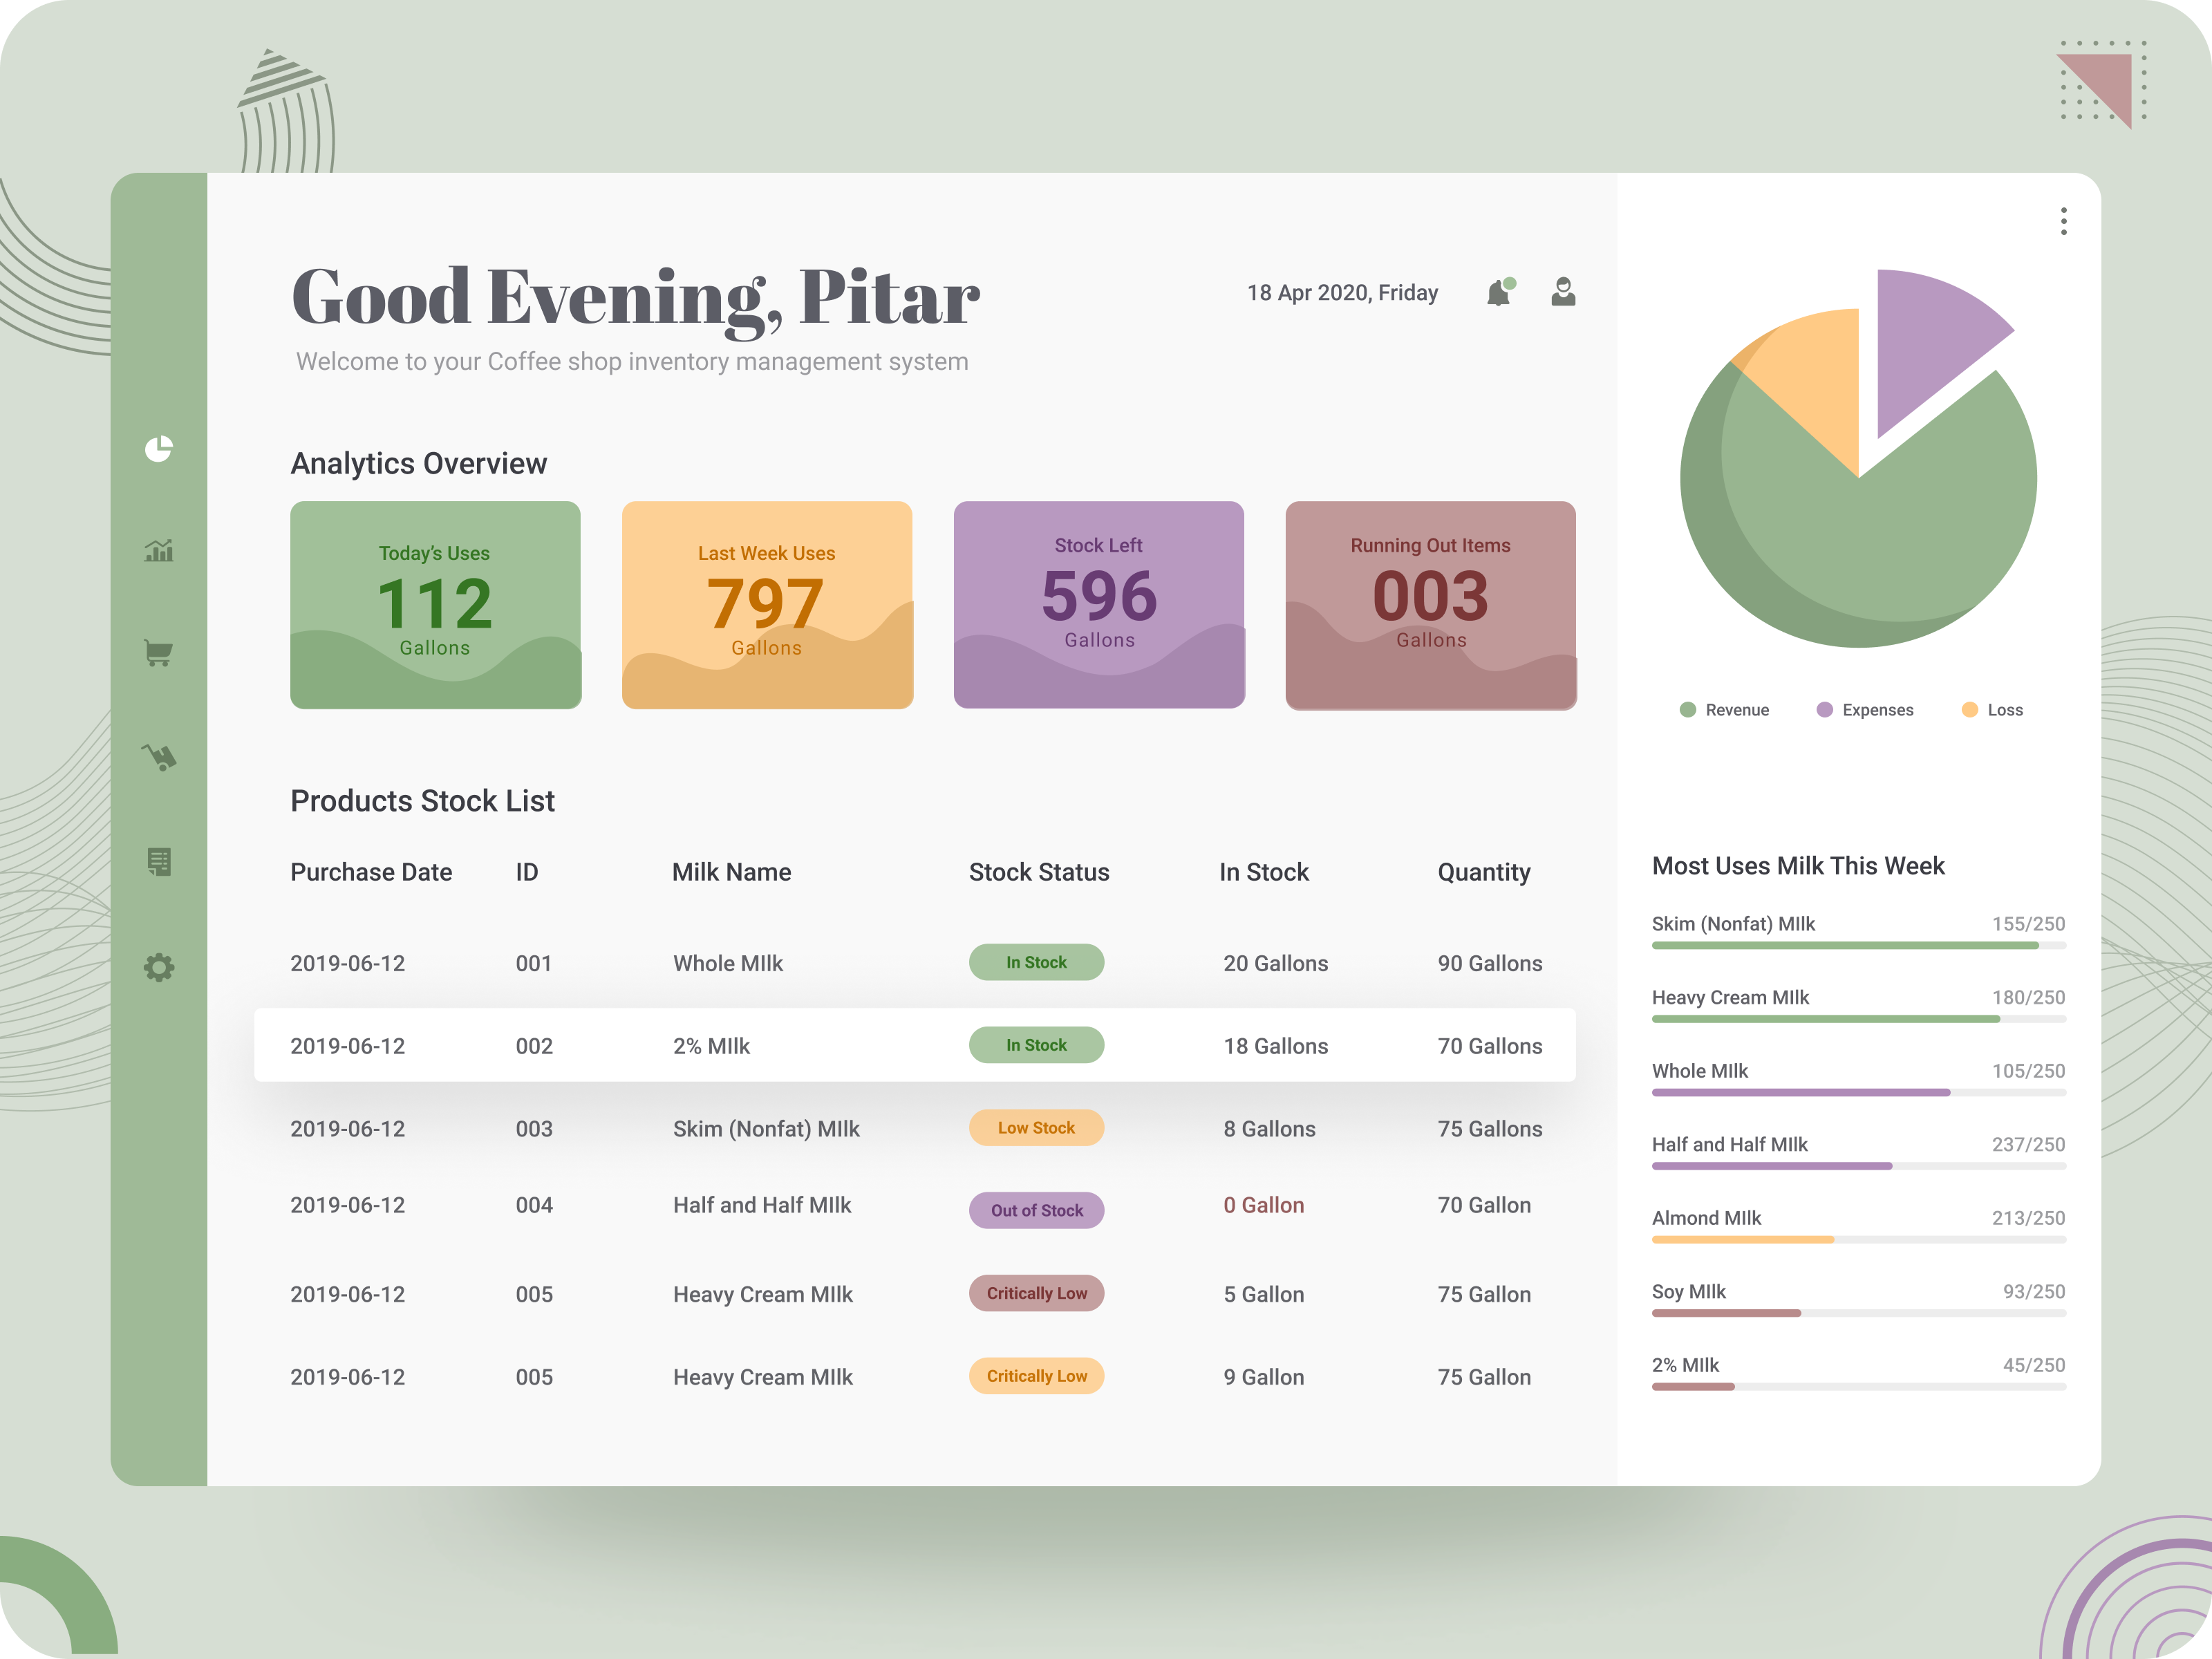 Good Evening, Pitar
18 Apr 2020, Friday
Welcome to your Coffee shop inventory management system
Analytics Overview
Today's Uses
112
Gallons
Last Week Uses
797
Gallons
Stock Left
596
Gallons
Running Out Items
003
Gallons
Products Stock List
Purchase Date ID Milk Name Stock Status In Stock Quantity
2019-06-12 001 Whole MIlk In Stock 20 Gallons 90 Gallons
2019-06-12 002 2% MIlk In Stock 18 Gallons 70 Gallons
2019-06-12 003 Skim (Nonfat) MIlk Low Stock 8 Gallons 75 Gallons
2019-06-12 004 Half and Half MIlk Out of Stock 0 Gallon 70 Gallon
2019-06-12 005 Heavy Cream MIlk Critically Low 5 Gallon 75 Gallon
2019-06-12 005 Heavy Cream MIlk Critically Low 9 Gallon 75 Gallon
Revenue Expenses Loss
Most Uses Milk This Week
Skim (Nonfat) MIlk 155/250
Heavy Cream MIlk 180/250
Whole MIlk 105/250
Half and Half MIlk 237/250
Almond MIlk 213/250
Soy MIlk 93/250
2% MIlk 45/250